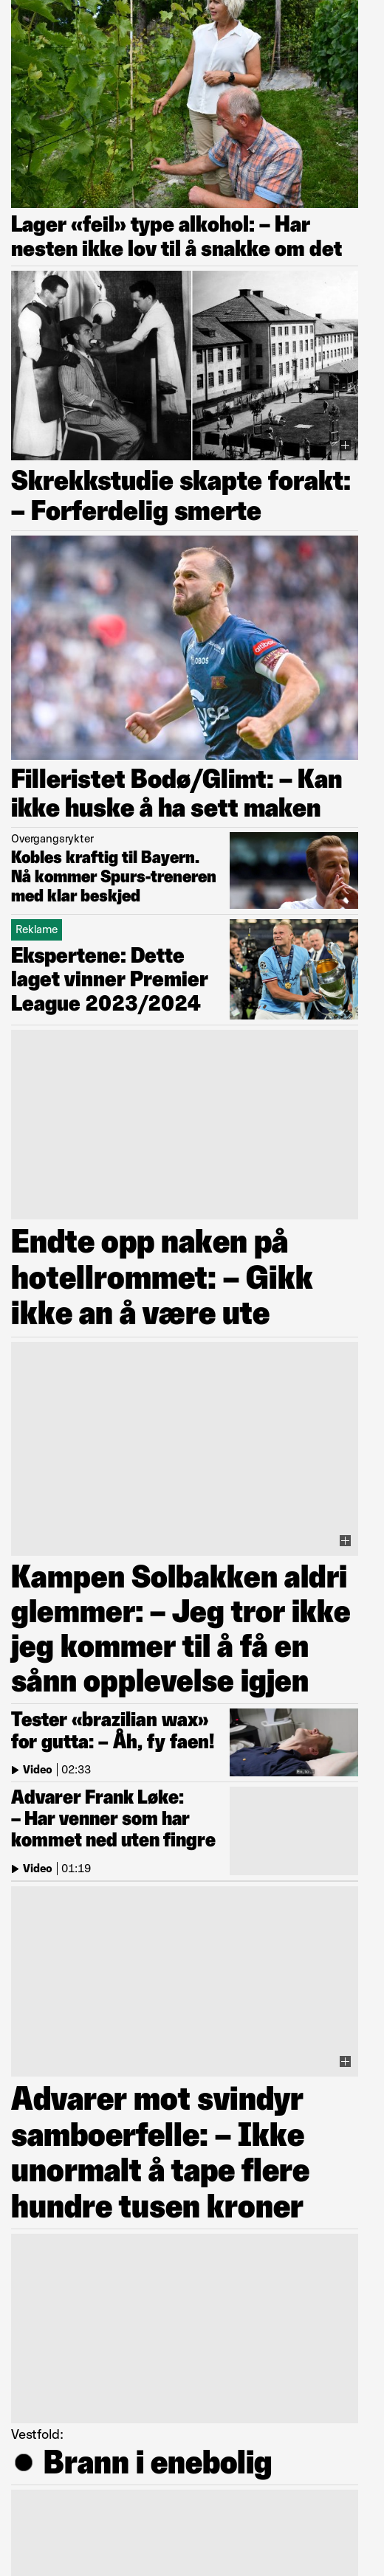 Lager «feil» type alkohol: – Har
nesten ikke lov til å snakke om det
Skrekkstudie skapte forakt:
– Forferdelig smerte
OBOS
Filleristet Bodø/Glimt: – Kan
ikke huske å ha sett maken
Overgangsrykter
Kobles kraftig til Bayern.
Nå kommer Spurs-treneren
med klar beskjed
Reklame
Ekspertene: Dette
laget vinner Premier
League 2023/2024
Endte opp naken på
hotellrommet: – Gikk
ikke an å være ute
Kampen Solbakken aldri
glemmer: – Jeg tror ikke
jeg kommer til å få en
sånn opplevelse igjen
Tester «brazilian wax»
for gutta: – Åh, fy faen!
Video | 02:33
Advarer Frank Løke:
– Har venner som har
kommet ned uten fingre
Video | 01:19
Advarer mot svindyr
samboerfelle: – Ikke
unormalt å tape flere
hundre tusen kroner
Vestfold:
Brann i enebolig